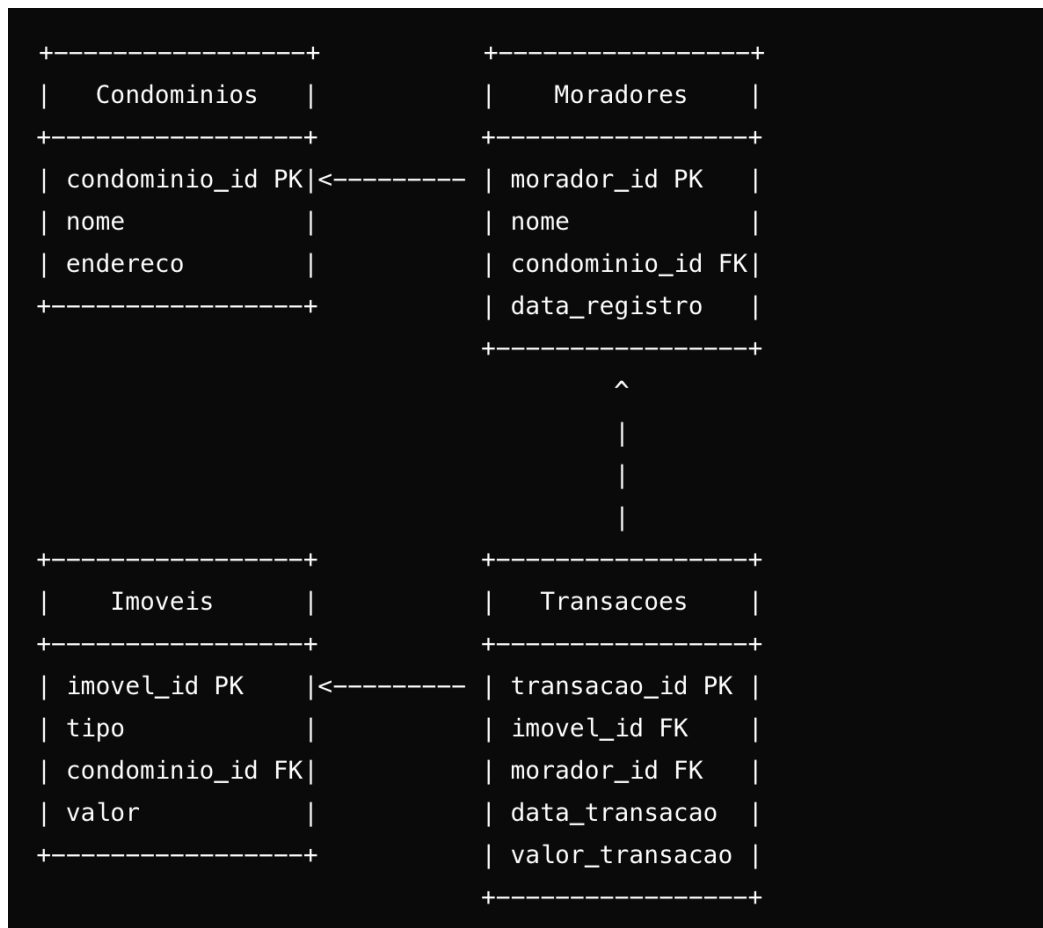 +-----------------+           +-----------------+
|   Condominios   |           |    Moradores    |
+-----------------+           +-----------------+
| condominio_id PK|<--------- | morador_id PK   |
| nome            |           | nome            |
| endereco        |           | condominio_id FK|
+-----------------+           | data_registro   |
                              +-----------------+
                                       ^
                                       |
                                       |
                                       |
+-----------------+           +-----------------+
|    Imoveis      |           |   Transacoes    |
+-----------------+           +-----------------+
| imovel_id PK    |<--------- | transacao_id PK |
| tipo            |           | imovel_id FK    |
| condominio_id FK|           | morador_id FK   |
| valor           |           | data_transacao  |
+-----------------+           | valor_transacao |
                              +-----------------+